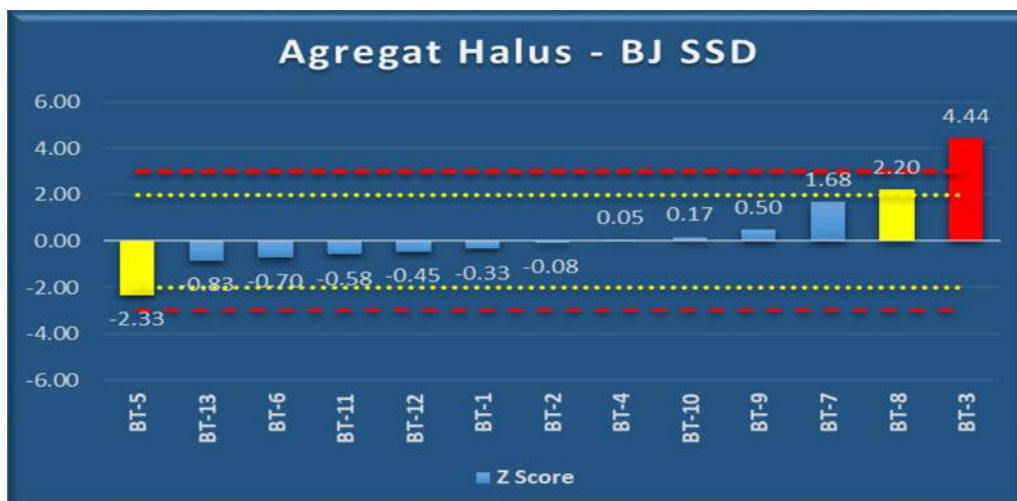 Agregat Halus - BJ SSD
6.00
4.00
2.00
0.00
-2.00
-4.00
-6.00
-2.33
-0.83
-0.70
-0.58
-0.45
-0.33
-0.08
0.05
0.17
0.50
1.68
2.20
4.44
BT-5
BT-13
BT-6
BT-11
BT-12
BT-1
BT-2
BT-4
BT-10
BT-9
BT-7
BT-8
BT-3
Z Score